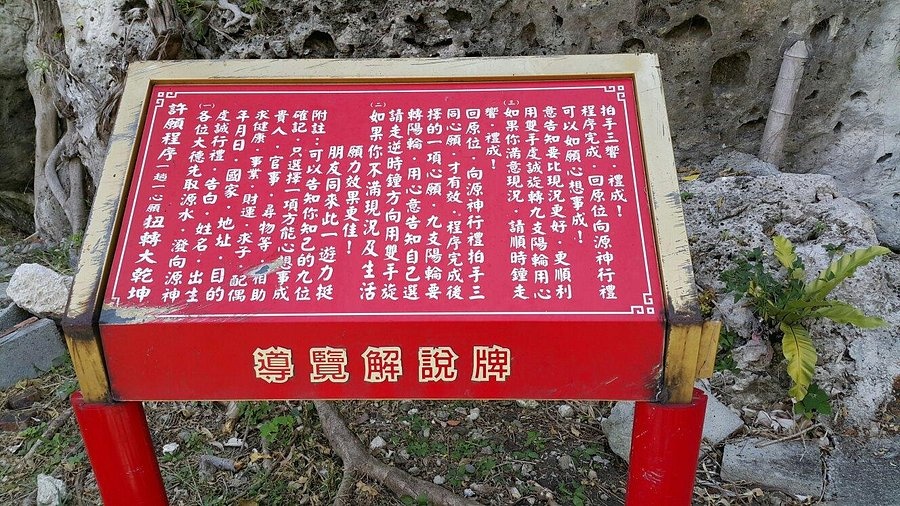 許願程序(一趟一心願)扭轉大乾坤
(一)各位大德先取源水．潑向源神
虔誠行禮．告白．姓名．出生
年月日．國家．地址．目的
求健康．事業．財運．求子．配偶
貴人．官事．尋物等．相助
確記．只選擇一項方能心想事成
附註：可以告知你知己的九位
朋友同來此一遊力挺
願力效果更佳！
(二)如果你不滿現況及生活
請走逆時鐘方向用雙手旋
轉陽輪．用心意告知自己選
擇的一項心願．九支陽輪要
同心願．才有效．程序完成後
回原位．向源神行禮拍手三
響．禮成！
(三)如果你滿意現況．請順時鐘走
用雙手虔誠旋轉九支陽輪用心
意告知要比現況更好．更順利
可以如願心想事成！
程序完成．回原位向源神行禮
拍手三響．禮成！
導覽解說牌